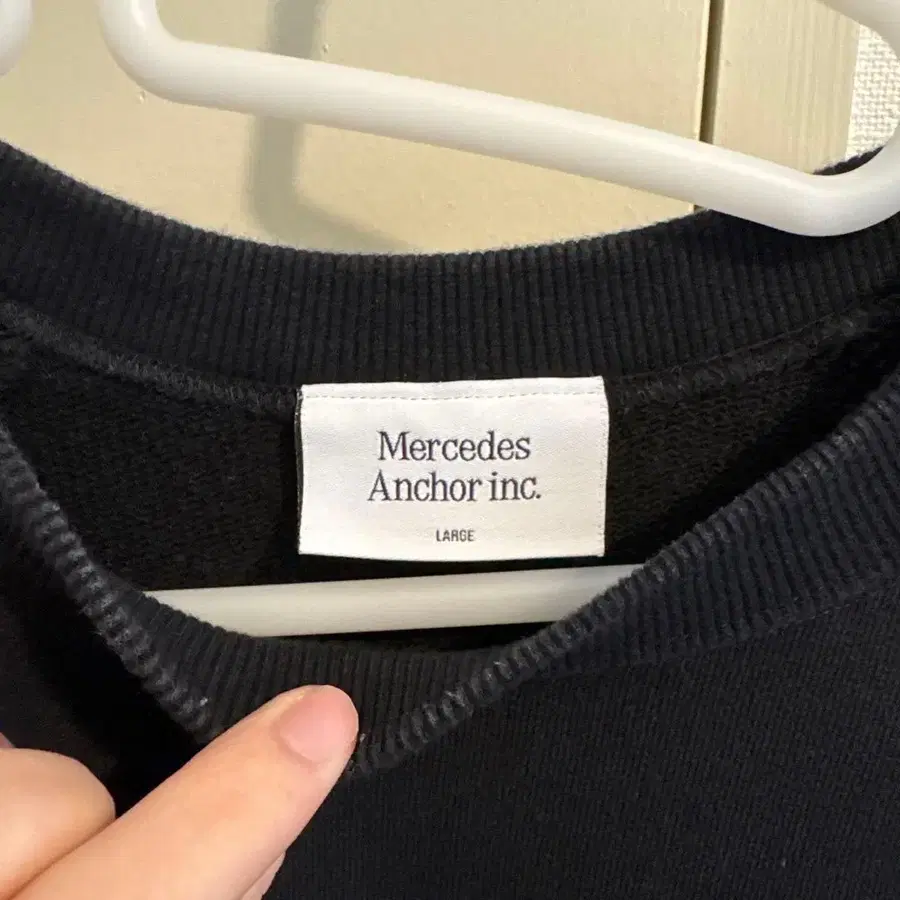 Mercedes
Anchor inc.
LARGE